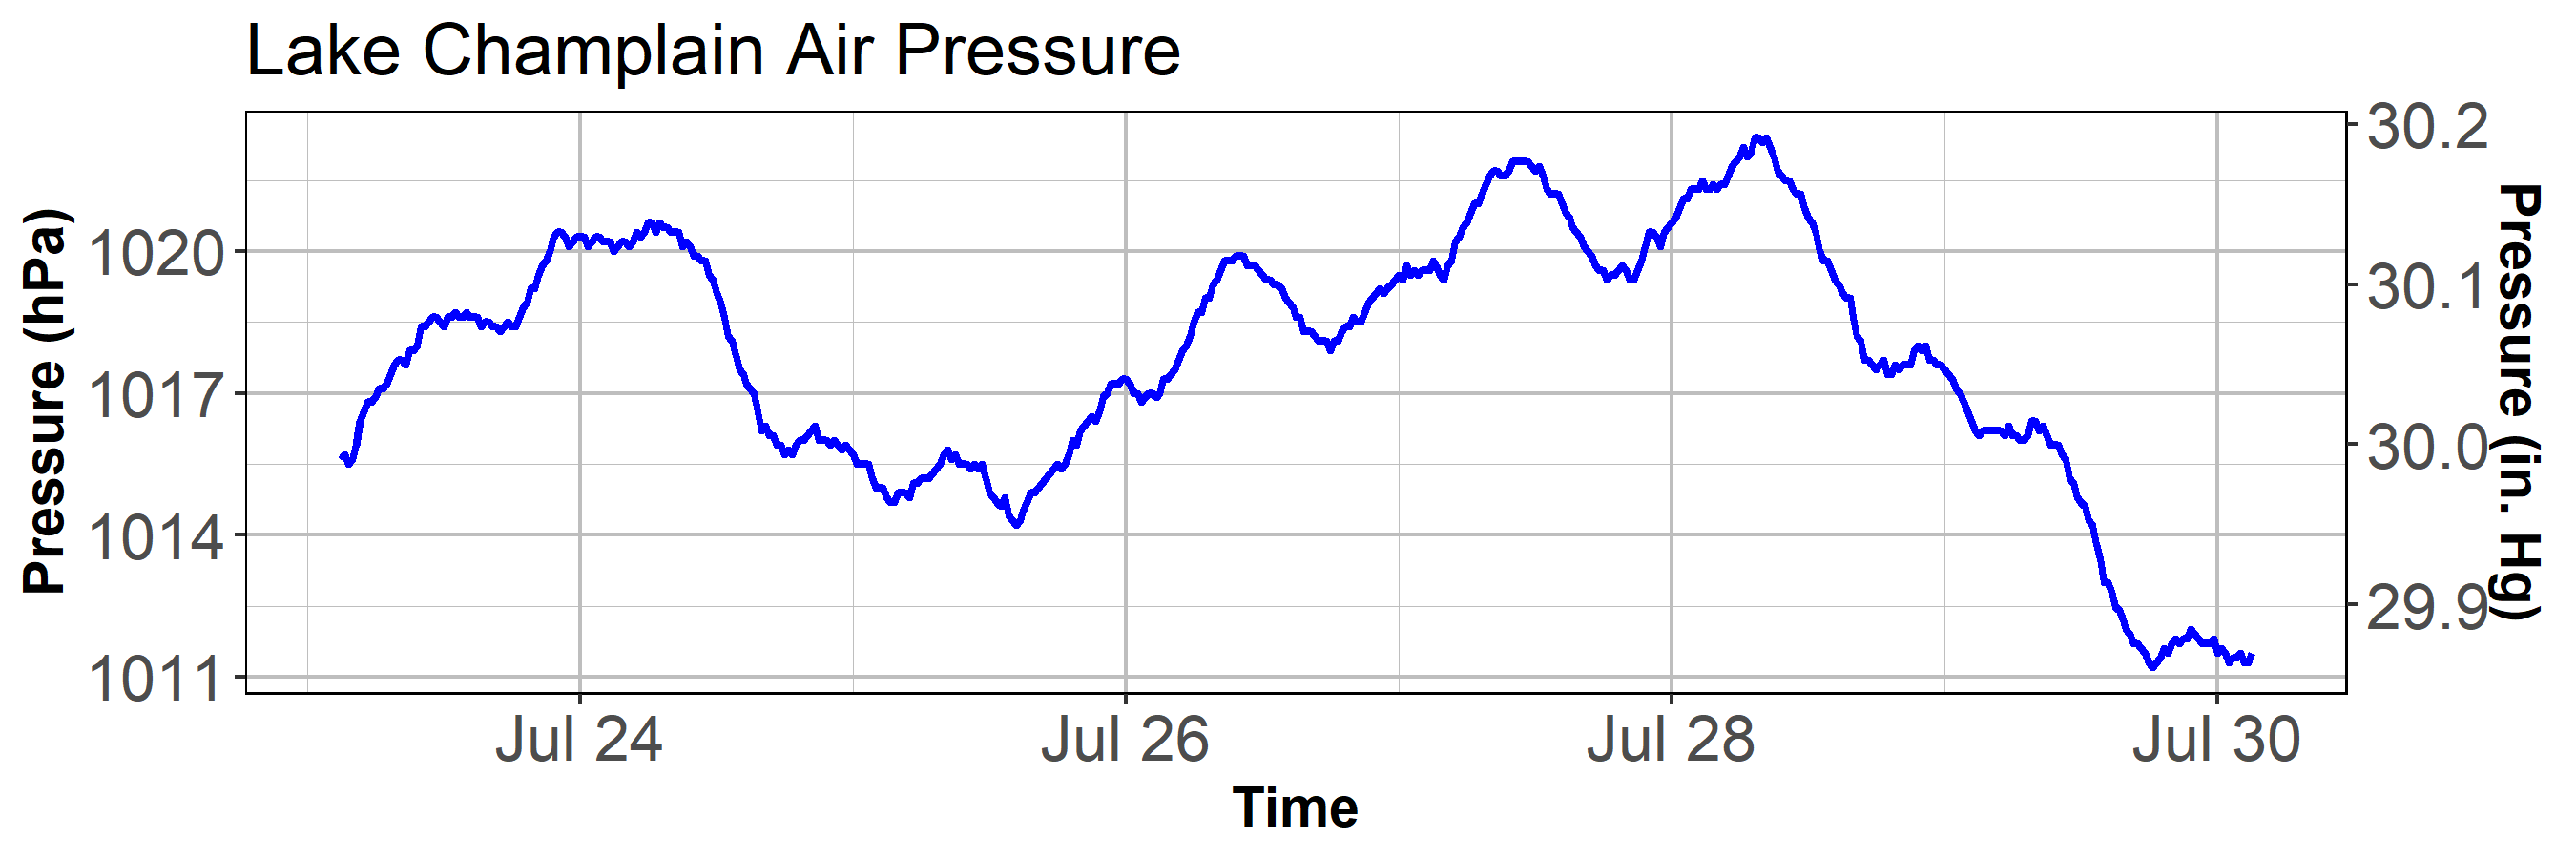 Lake Champlain Air Pressure
Pressure (hPa)
1020
1017
1014
1011
30.2
30.1
30.0
29.9
Pressure (in. Hg)
Jul 24 Jul 26 Jul 28 Jul 30
Time